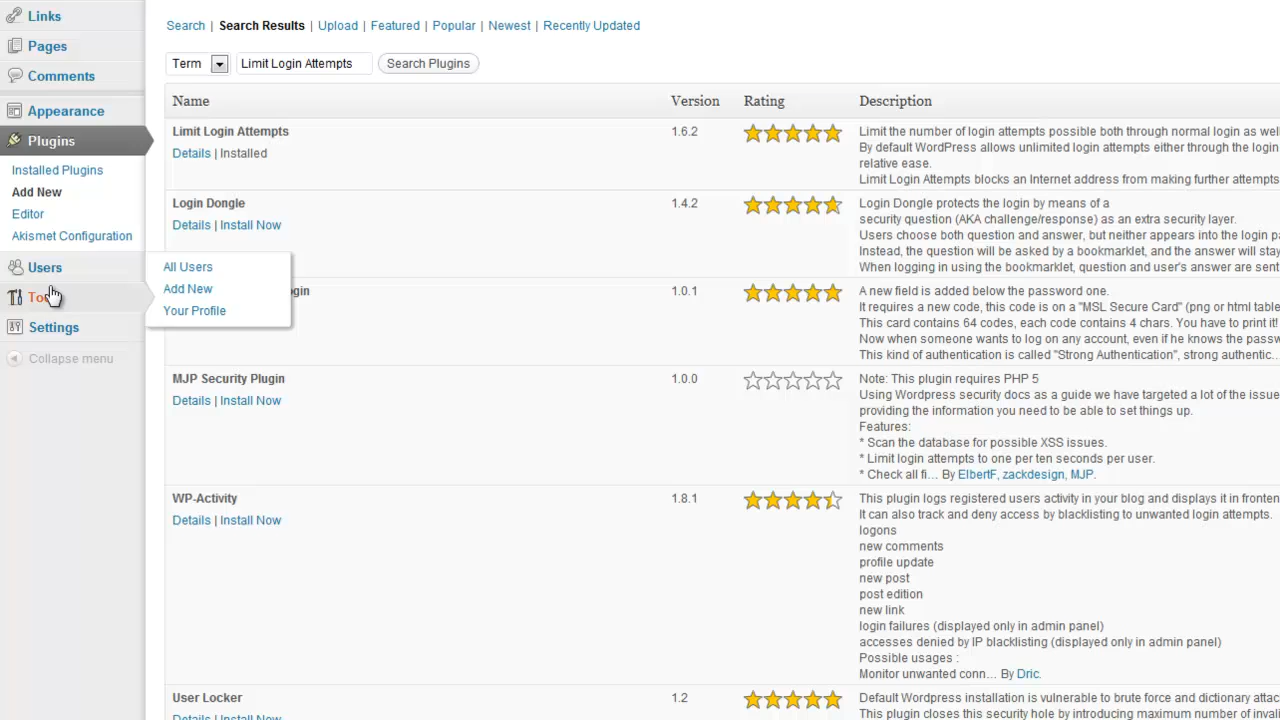 Links
Pages
Comments
Appearance
Plugins
Installed Plugins
Add New
Editor
Akismet Configuration
Users
Settings
Collapse menu
All Users
Add New
Your Profile
Search | Search Results | Upload | Featured | Popular | Newest | Recently Updated
Term Limit Login Attempts Search Plugins
Name Version Rating Description
Limit Login Attempts 1.6.2
Details | Installed
Limit the number of login attempts possible both through normal login as well
By default WordPress allows unlimited login attempts either through the login
relative ease.
Limit Login Attempts blocks an Internet address from making further attempts
Login Dongle 1.4.2
Details | Install Now
Login Dongle protects the login by means of a
security question (AKA challenge/response) as an extra security layer.
Users choose both question and answer, but neither appears into the login
Instead, the question will be asked by a bookmarklet, and the answer will stay
When logging in using the bookmarklet, question and user's answer are sent
1.0.1
A new field is added below the password one.
It requires a new code, this code is on a "MSL Secure Card" (png or html table
This card contains 64 codes, each code contains 4 chars. You have to print it!
Now when someone wants to log on any account, even if he knows the
This kind of authentication is called "Strong Authentication", strong authentic...
MJP Security Plugin 1.0.0
Details | Install Now
Note: This plugin requires PHP 5
Using Wordpress security docs as a guide we have targeted a lot of the issue
providing the information you need to be able to set things up.
Features:
* Scan the database for possible XSS issues.
* Limit login attempts to one per ten seconds per user.
* Check all fi… By ElbertF, zackdesign, MJP.
WP-Activity 1.8.1
Details | Install Now
This plugin logs registered users activity in your blog and displays it in
It can also track and deny access by blacklisting to unwanted login attempts.
logons
new comments
profile update
new post
post edition
new link
login failures (displayed only in admin panel)
accesses denied by IP blacklisting (displayed only in admin panel)
Possible usages :
Monitor unwanted conn… By Dric.
User Locker 1.2
Details | Install Now
Default Wordpress installation is vulnerable to brute force and dictionary
This plugin closes this security hole by introducing maximum number of